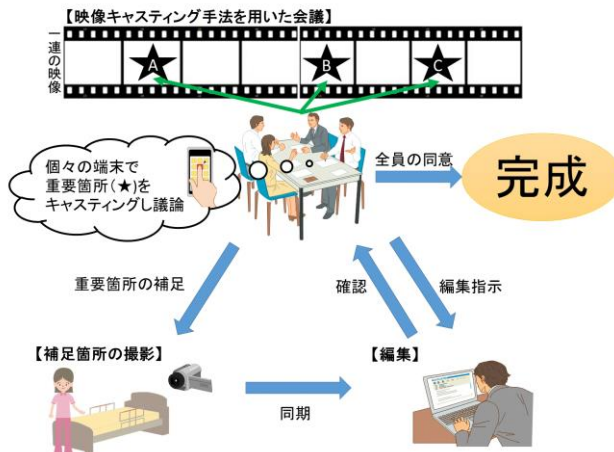 【映像キャスティング手法を用いた会議】
一連の映像
A
B
C
個々の端末で
重要箇所(★)を
キャスティングし議論
全員の同意
完成
重要箇所の補足
確認
編集指示
【補足箇所の撮影】
【編集】
同期